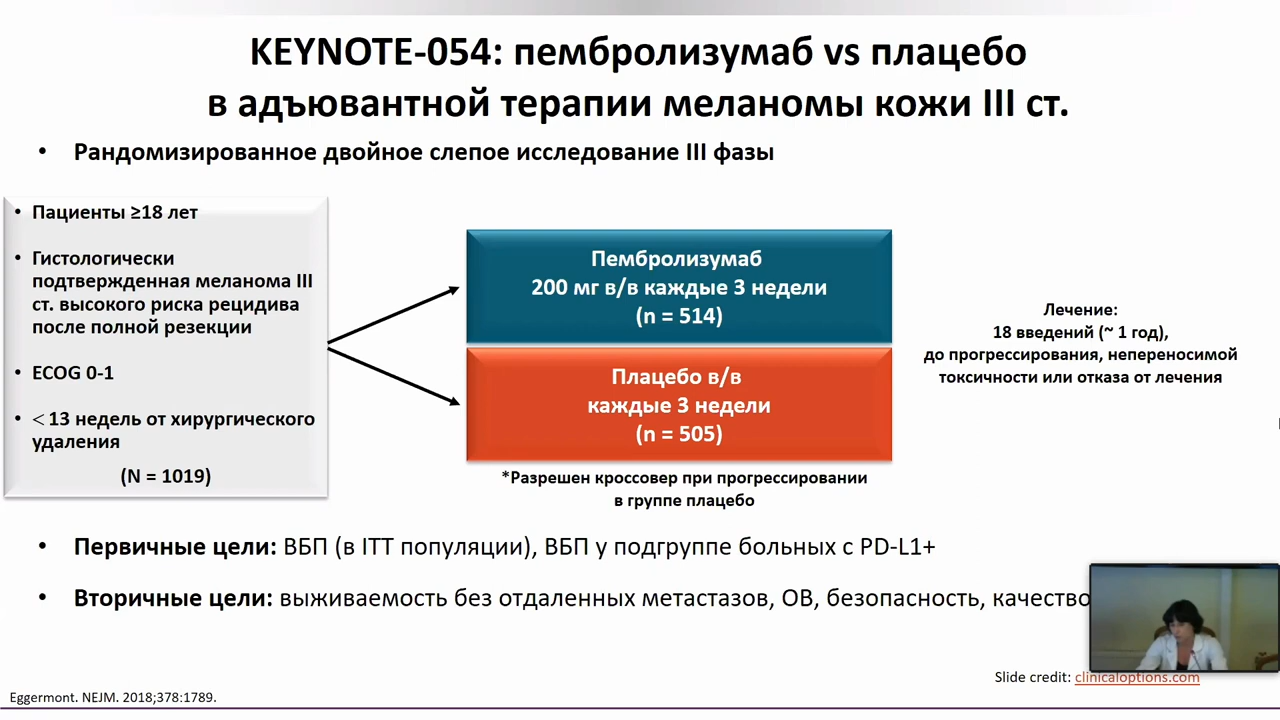 KEYNOTE-054: пембролизумаб vs плацебо
в адъювантной терапии меланомы кожи III ст.
• Рандомизированное двойное слепое исследование III фазы
• Пациенты ≥18 лет
• Гистологически
подтвержденная меланома III
ст. высокого риска рецидива
после полной резекции
• ECOG 0-1
• < 13 недель от хирургического
удаления
(N = 1019)
Пембролизумаб
200 мг в/в каждые 3 недели
(n = 514)
Плацебо в/в
каждые 3 недели
(n = 505)
*Разрешен кроссовер при прогрессировании
в группе плацебо
Лечение:
18 введений (~ 1 год),
до прогрессирования, непереносимой
токсичности или отказа от лечения
• Первичные цели: ВБП (в ITT популяции), ВБП у подгруппе больных с PD-L1+
• Вторичные цели: выживаемость без отдаленных метастазов, ОВ, безопасность, качество
Slide credit: clinicaloptions.com
Eggermont. NEJM. 2018;378:1789.